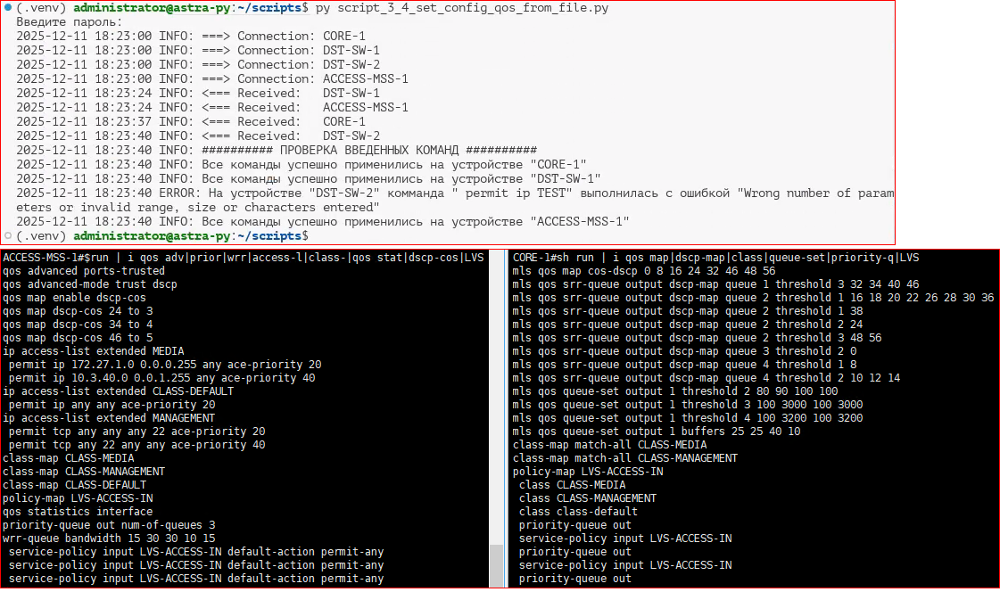 (.venv) administrator@astra-py:~/scripts$ py script_3_4_set_config_qos_from_file.py
Введите пароль:
2025-12-11 18:23:00 INFO: ===> Connection: CORE-1
2025-12-11 18:23:00 INFO: ===> Connection: DST-SW-1
2025-12-11 18:23:00 INFO: ===> Connection: DST-SW-2
2025-12-11 18:23:00 INFO: ===> Connection: ACCESS-MSS-1
2025-12-11 18:23:24 INFO: <=== Received:   DST-SW-1
2025-12-11 18:23:24 INFO: <=== Received:   ACCESS-MSS-1
2025-12-11 18:23:37 INFO: <=== Received:   CORE-1
2025-12-11 18:23:40 INFO: <=== Received:   DST-SW-2
2025-12-11 18:23:40 INFO: ########## ПРОВЕРКА ВВЕДЕННЫХ КОМАНД ##########
2025-12-11 18:23:40 INFO: Все команды успешно применились на устройстве "CORE-1"
2025-12-11 18:23:40 INFO: Все команды успешно применились на устройстве "DST-SW-1"
2025-12-11 18:23:40 ERROR: На устройстве "DST-SW-2" комманда " permit ip TEST" выполнилась с ошибкой "Wrong number of param
eters or invalid range, size or characters entered"
2025-12-11 18:23:40 INFO: Все команды успешно применились на устройстве "ACCESS-MSS-1"
(.venv) administrator@astra-py:~/scripts$
ACCESS-MSS-1#$run | i qos adv|prior|wrr|access-l|class-|qos stat|dscp-cos|LVS
qos advanced ports-trusted
qos advanced-mode trust dscp
qos map enable dscp-cos
qos map dscp-cos 24 to 3
qos map dscp-cos 34 to 4
qos map dscp-cos 46 to 5
ip access-list extended MEDIA
 permit ip 172.27.1.0 0.0.0.255 any ace-priority 20
 permit ip 10.3.40.0 0.0.1.255 any ace-priority 40
ip access-list extended CLASS-DEFAULT
 permit ip any any ace-priority 20
ip access-list extended MANAGEMENT
 permit tcp any any any 22 ace-priority 20
 permit tcp any 22 any any ace-priority 40
class-map CLASS-MEDIA
class-map CLASS-MANAGEMENT
class-map CLASS-DEFAULT
policy-map LVS-ACCESS-IN
qos statistics interface
priority-queue out num-of-queues 3
wrr-queue bandwidth 15 30 30 10 15
 service-policy input LVS-ACCESS-IN default-action permit-any
 service-policy input LVS-ACCESS-IN default-action permit-any
 service-policy input LVS-ACCESS-IN default-action permit-any
CORE-1#sh run | i qos map|dscp-map|class|queue-set|priority-q|LVS
mls qos map cos-dscp 0 8 16 24 32 46 48 56
mls qos srr-queue output dscp-map queue 1 threshold 3 32 34 40 46
mls qos srr-queue output dscp-map queue 2 threshold 1 16 18 20 22 26 28 30 36
mls qos srr-queue output dscp-map queue 2 threshold 1 38
mls qos srr-queue output dscp-map queue 2 threshold 2 24
mls qos srr-queue output dscp-map queue 2 threshold 3 48 56
mls qos srr-queue output dscp-map queue 3 threshold 2 0
mls qos srr-queue output dscp-map queue 4 threshold 1 8
mls qos srr-queue output dscp-map queue 4 threshold 2 10 12 14
mls qos queue-set output 1 threshold 2 80 90 100 100
mls qos queue-set output 1 threshold 3 100 3000 100 3000
mls qos queue-set output 1 threshold 4 100 3200 100 3200
mls qos queue-set output 1 buffers 25 25 40 10
class-map match-all CLASS-MEDIA
class-map match-all CLASS-MANAGEMENT
policy-map LVS-ACCESS-IN
 class CLASS-MEDIA
 class CLASS-MANAGEMENT
 class class-default
 priority-queue out
 service-policy input LVS-ACCESS-IN
 priority-queue out
 service-policy input LVS-ACCESS-IN
 priority-queue out